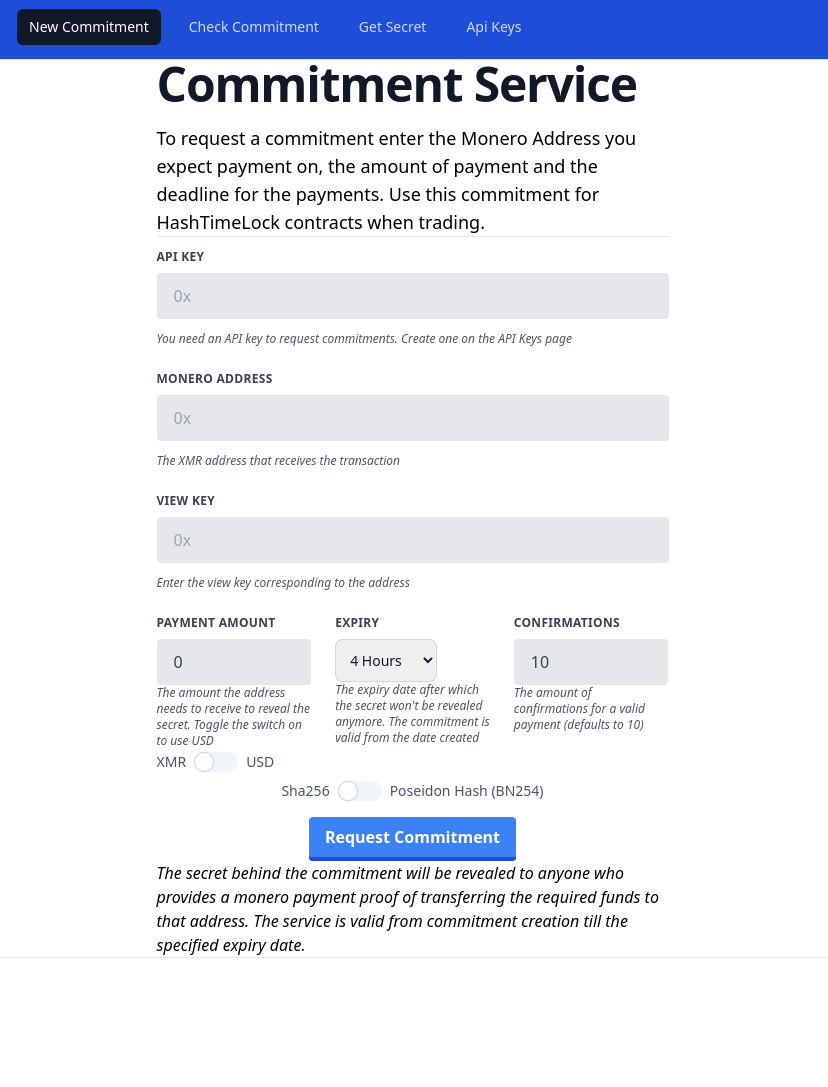 New Commitment
Check Commitment
Get Secret
Api Keys
Commitment Service
To request a commitment enter the Monero Address you
expect payment on, the amount of payment and the
deadline for the payments. Use this commitment for
HashTimeLock contracts when trading.
API KEY
0x
You need an API key to request commitments. Create one on the API Keys page
MONERO ADDRESS
0x
The XMR address that receives the transaction
VIEW KEY
0x
Enter the view key corresponding to the address
PAYMENT AMOUNT
0
The amount the address
needs to receive to reveal the
secret. Toggle the switch on
to use USD
XMR
USD
EXPIRY
4 Hours
The expiry date after which
the secret won't be revealed
anymore. The commitment is
valid from the date created
CONFIRMATIONS
10
The amount of
confirmations for a valid
payment (defaults to 10)
Sha256
Poseidon Hash (BN254)
Request Commitment
The secret behind the commitment will be revealed to anyone who
provides a monero payment proof of transferring the required funds to
that address. The service is valid from commitment creation till the
specified expiry date.